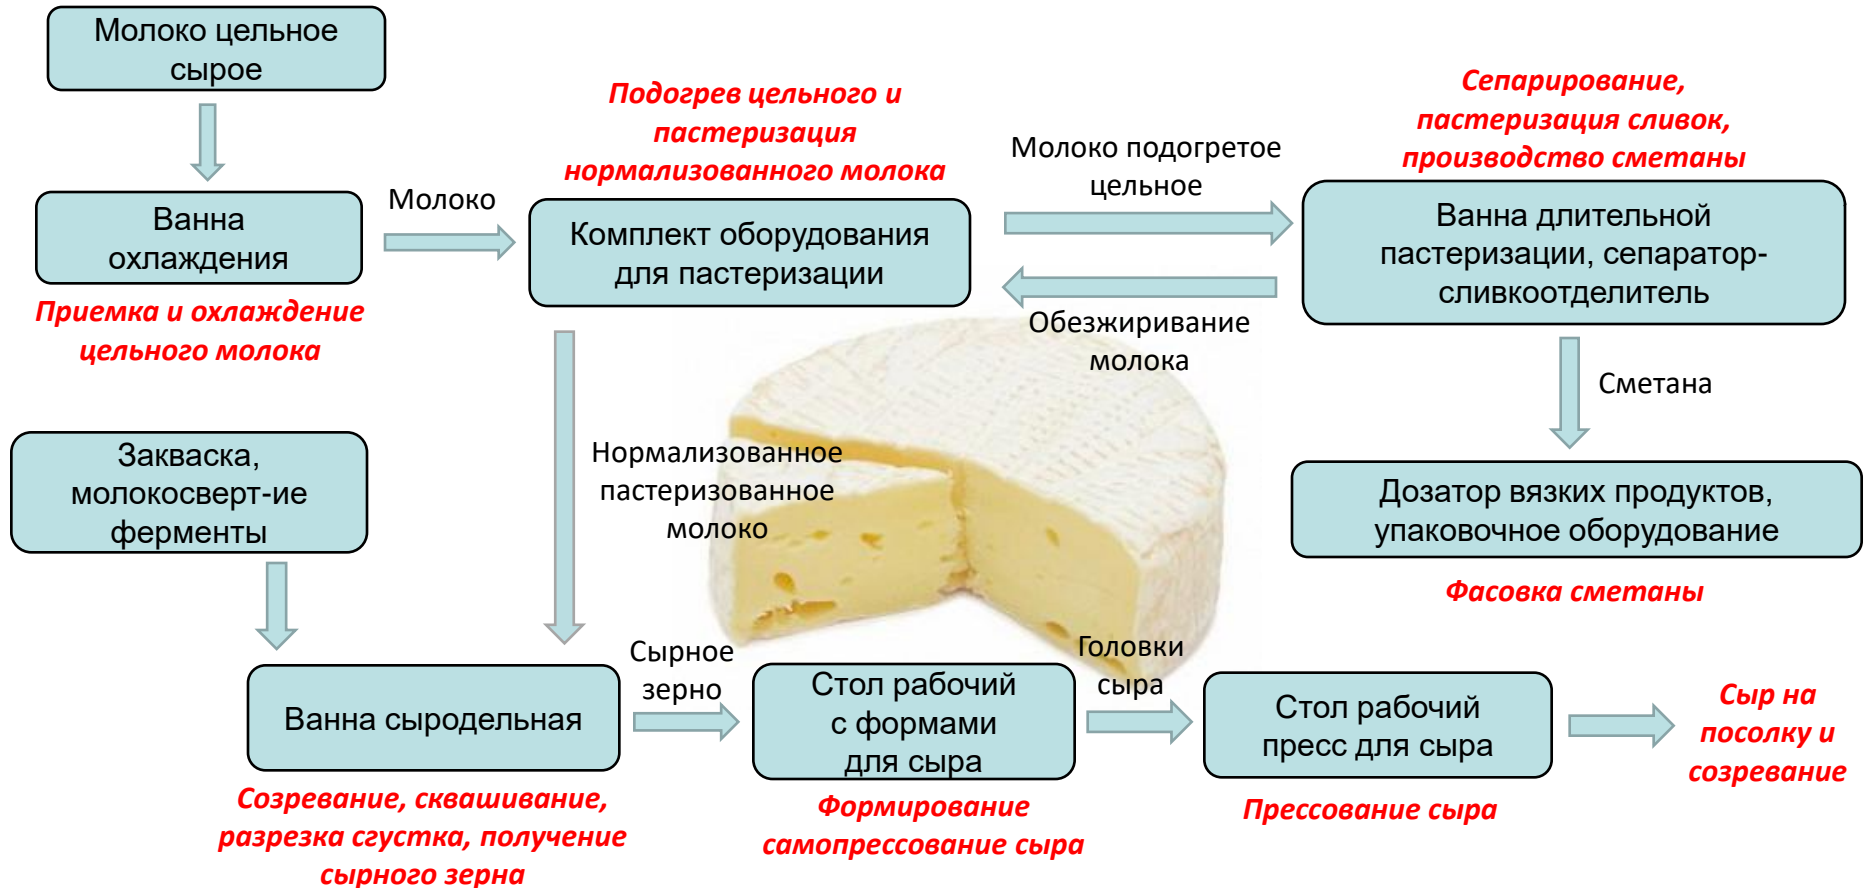 Молоко цельное
сырое
Подогрев цельного и
пастеризация
нормализованного молока
Сепарирование,
пастеризация сливок,
производство сметаны
Молоко подогретое
цельное
Молоко
Ванна
охлаждения
Комплект оборудования
для пастеризации
Ванна длительной
пастеризации, сепаратор-
сливкоотделитель
Приемка и охлаждение
цельного молока
Обезжиривание
молока
Сметана
Закваска,
молокосверт-ие
ферменты
Нормализованное
пастеризованное
молоко
Дозатор вязких продуктов,
упаковочное оборудование
Фасовка сметаны
Сырное
зерно
Головки
сыра
Ванна сыродельная
Стол рабочий
с формами
для сыра
Стол рабочий
пресс для сыра
Сыр на
посолку и
созревание
Созревание, сквашивание,
разрезка сгустка, получение
сырного зерна
Формирование
самопрессование сыра
Прессование сыра